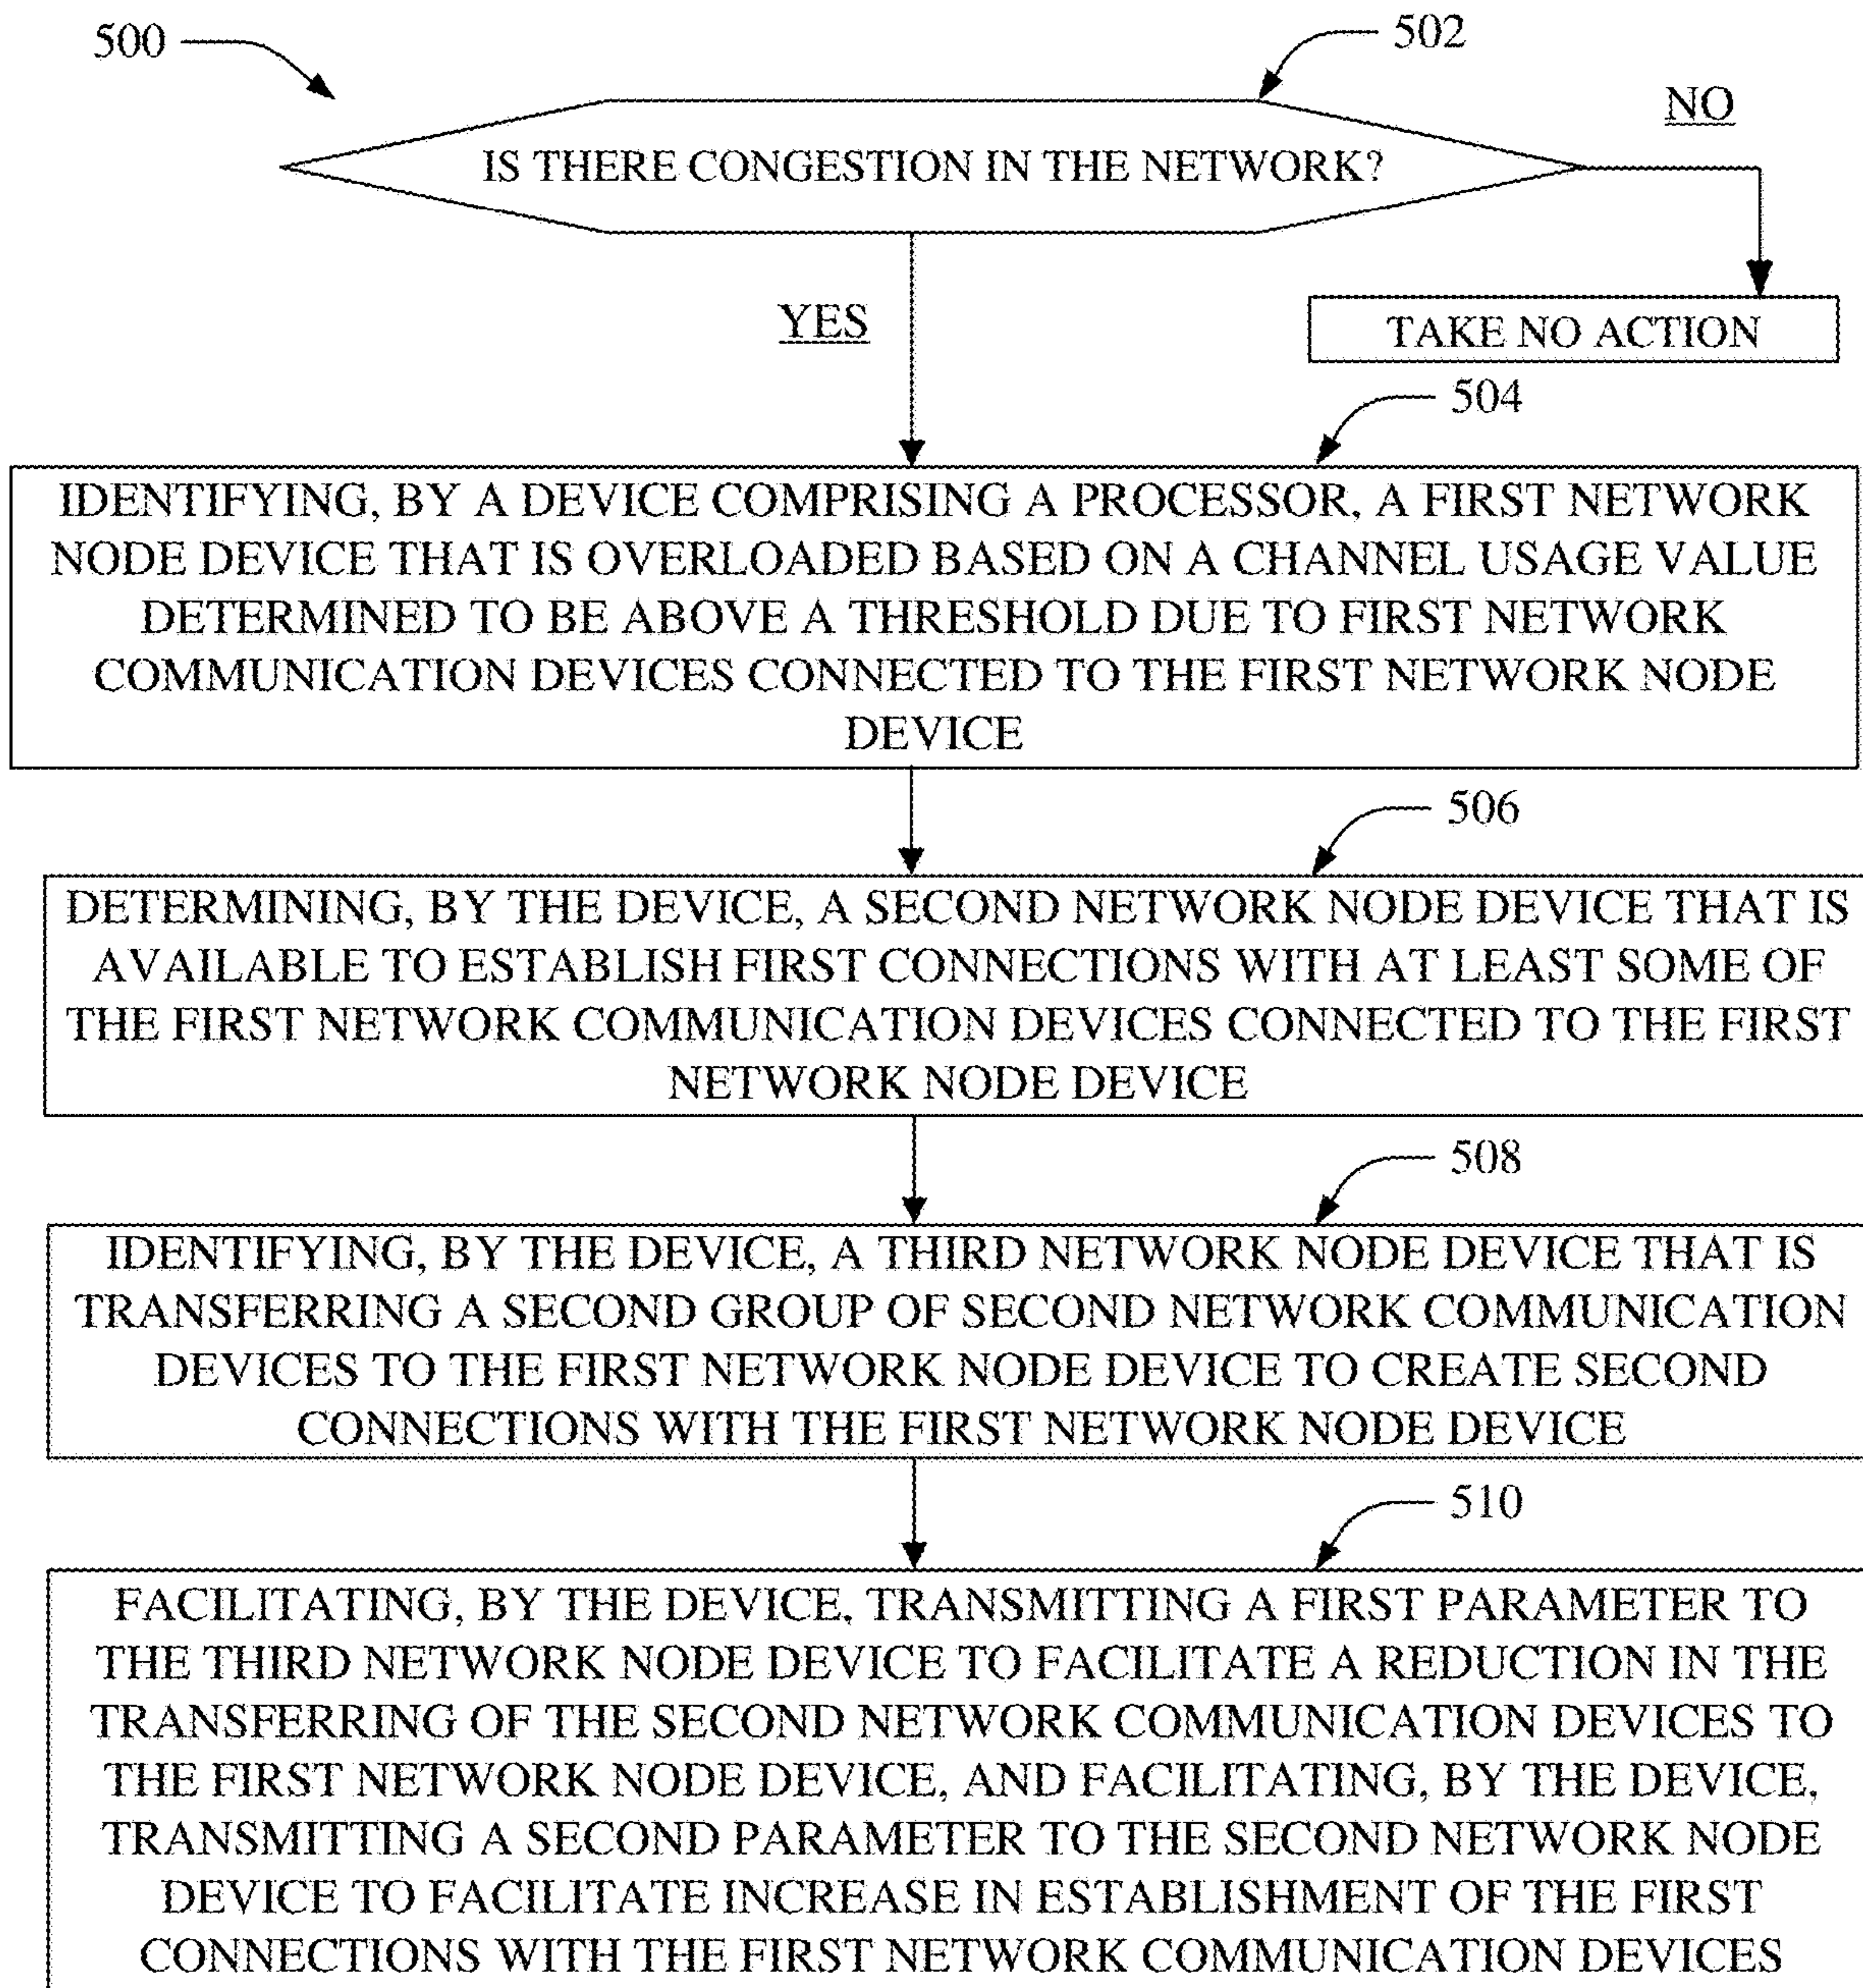 500
502
NO
IS THERE CONGESTION IN THE NETWORK?
YES
TAKE NO ACTION
504
IDENTIFYING, BY A DEVICE COMPRISING A PROCESSOR, A FIRST NETWORK
NODE DEVICE THAT IS OVERLOADED BASED ON A CHANNEL USAGE VALUE
DETERMINED TO BE ABOVE A THRESHOLD DUE TO FIRST NETWORK
COMMUNICATION DEVICES CONNECTED TO THE FIRST NETWORK NODE
DEVICE
506
DETERMINING, BY THE DEVICE, A SECOND NETWORK NODE DEVICE THAT IS
AVAILABLE TO ESTABLISH FIRST CONNECTIONS WITH AT LEAST SOME OF
THE FIRST NETWORK COMMUNICATION DEVICES CONNECTED TO THE FIRST
NETWORK NODE DEVICE
508
IDENTIFYING, BY THE DEVICE, A THIRD NETWORK NODE DEVICE THAT IS
TRANSFERRING A SECOND GROUP OF SECOND NETWORK COMMUNICATION
DEVICES TO THE FIRST NETWORK NODE DEVICE TO CREATE SECOND
CONNECTIONS WITH THE FIRST NETWORK NODE DEVICE
510
FACILITATING, BY THE DEVICE, TRANSMITTING A FIRST PARAMETER TO
THE THIRD NETWORK NODE DEVICE TO FACILITATE A REDUCTION IN THE
TRANSFERRING OF THE SECOND NETWORK COMMUNICATION DEVICES TO
THE FIRST NETWORK NODE DEVICE, AND FACILITATING, BY THE DEVICE,
TRANSMITTING A SECOND PARAMETER TO THE SECOND NETWORK NODE
DEVICE TO FACILITATE INCREASE IN ESTABLISHMENT OF THE FIRST
CONNECTIONS WITH THE FIRST NETWORK COMMUNICATION DEVICES